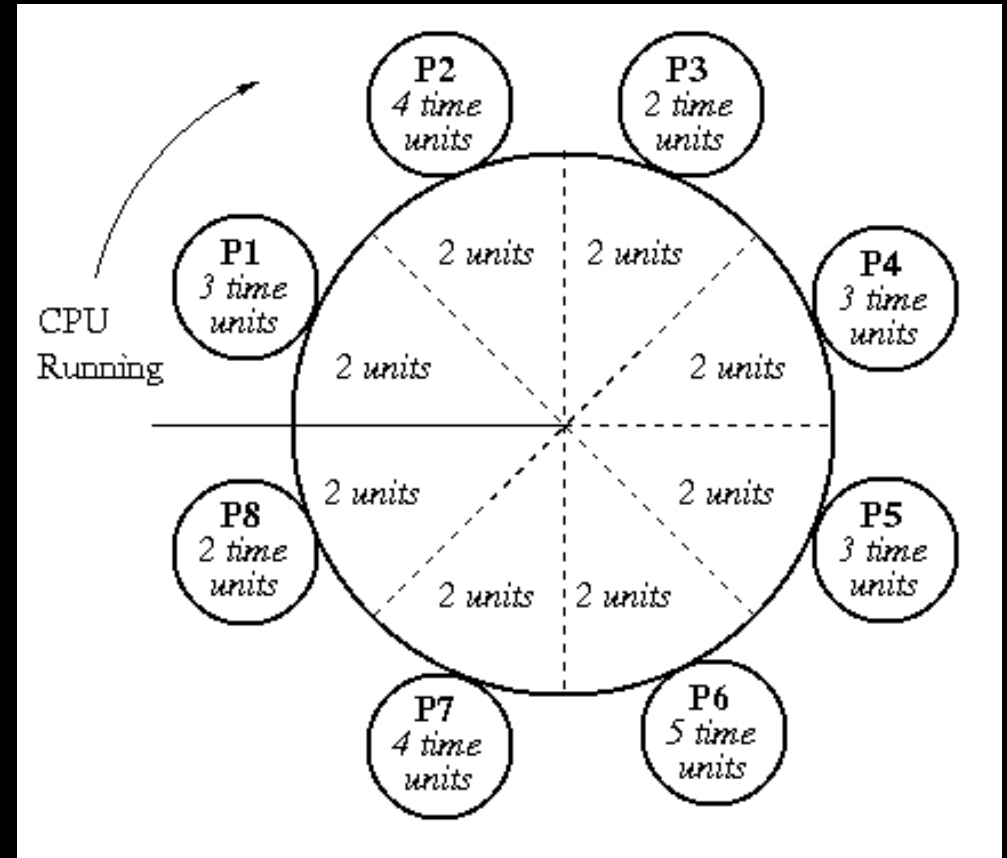 P2
4 time
units
P3
2 time
units
P1
3 time
units
2 units
2 units
P4
3 time
units
CPU
Running
2 units
2 units
2 units
2 units
P8
2 time
units
P5
3 time
units
2 units
2 units
P7
4 time
units
P6
5 time
units